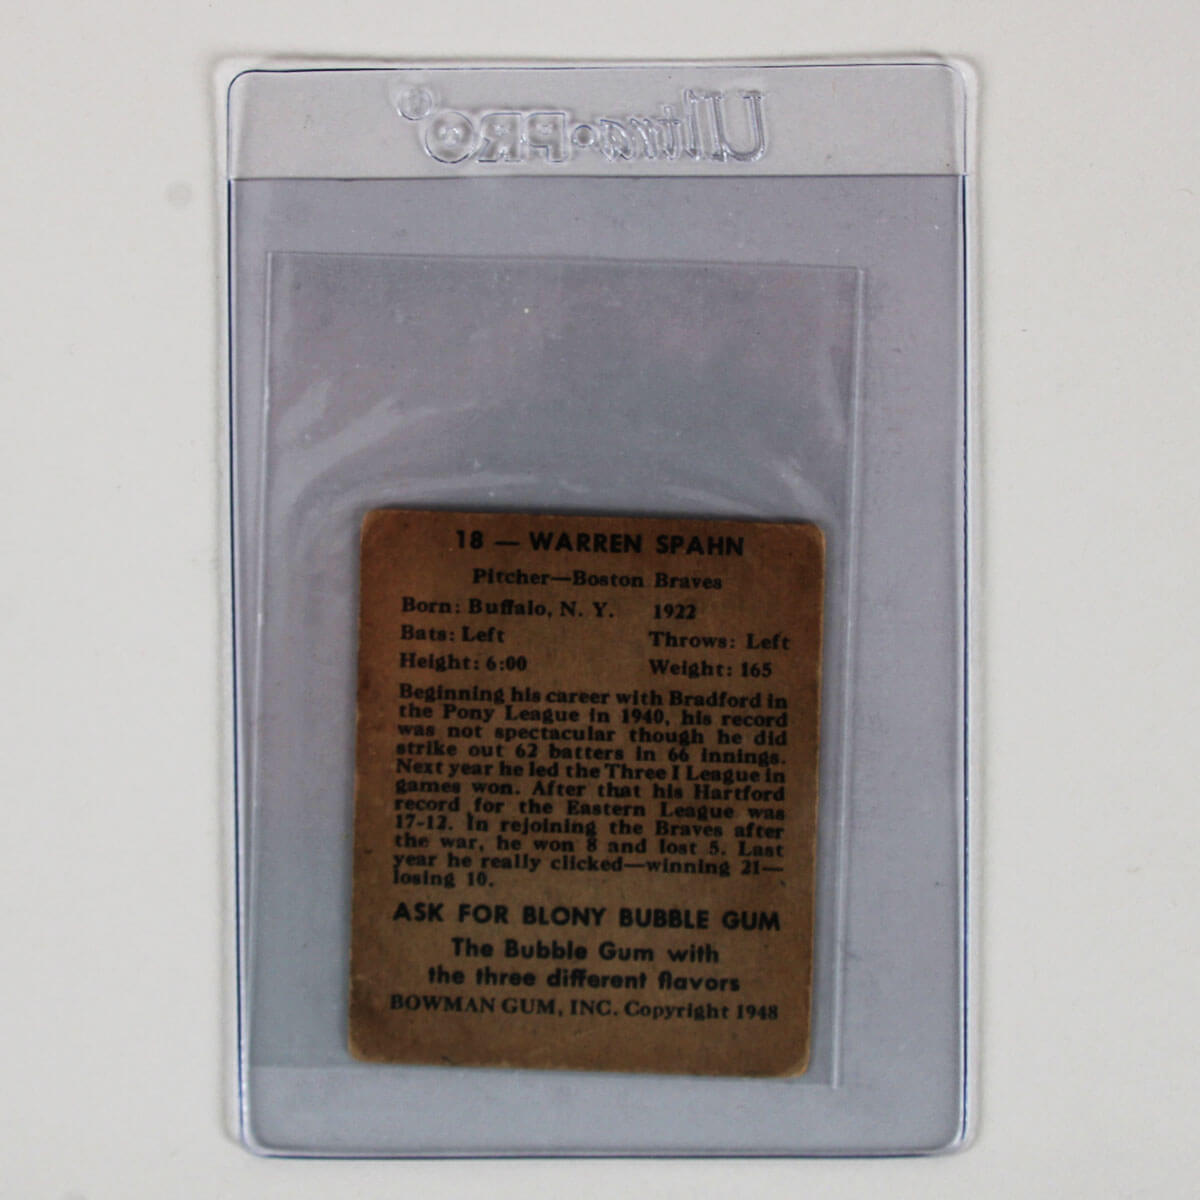 Ultra•PRO®
18 — WARREN SPAHN
Pitcher—Boston Braves
Born: Buffalo, N. Y. 1922
Bats: Left Throws: Left
Height: 6:00 Weight: 165
Beginning his career with Bradford in
the Pony League in 1940, his record
was not spectacular though he did
strike out 62 batters in 66 innings.
Next year he led the Three I League in
games won. After that his Hartford
record for the Eastern League was
17-12. In rejoining the Braves after
the war, he won 8 and lost 5. Last
year he really clicked—winning 21—
losing 10.
ASK FOR BLONY BUBBLE GUM
The Bubble Gum with
the three different flavors
BOWMAN GUM, INC. Copyright 1948